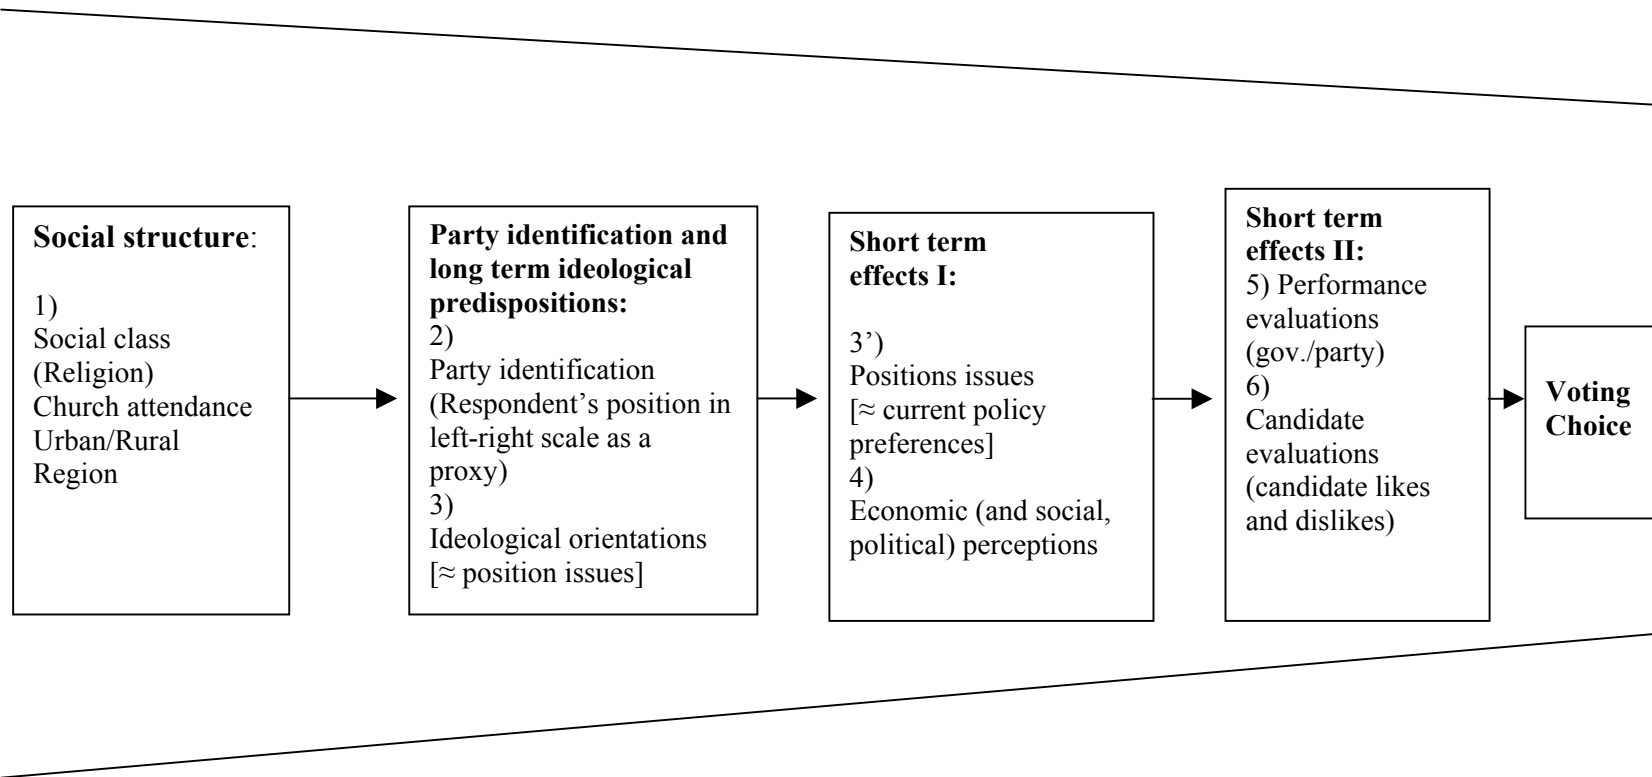 Social structure:
1)
Social class
(Religion)
Church attendance
Urban/Rural
Region
Party identification and
long term ideological
predispositions:
2)
Party identification
(Respondent’s position in
left-right scale as a
proxy)
3)
Ideological orientations
[≈ position issues]
Short term
effects I:
3’)
Positions issues
[≈ current policy
preferences]
4)
Economic (and social,
political) perceptions
Short term
effects II:
5) Performance
evaluations
(gov./party)
6)
Candidate
evaluations
(candidate likes
and dislikes)
Voting
Choice